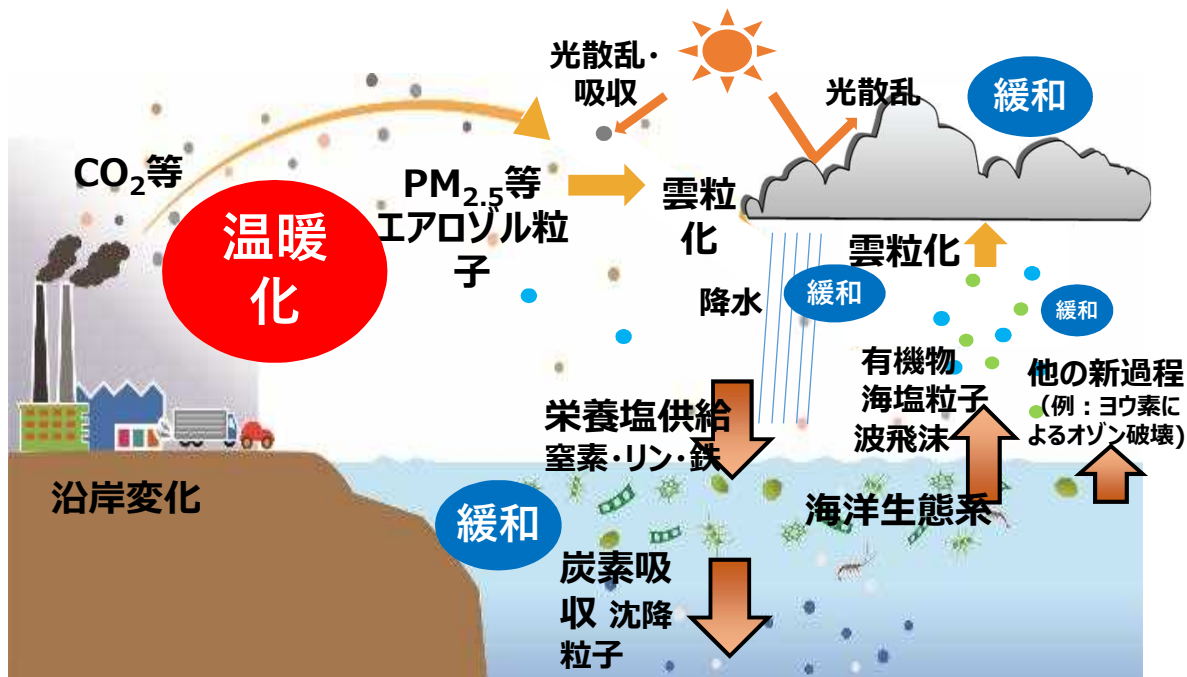 光散乱・
吸収
光散乱
緩和
CO₂等
PM₂.₅等
エアロゾル粒
子
雲粒
化
温暖
化
雲粒化
降水
緩和
緩和
有機物
海塩粒子
波飛沫
他の新過程
(例:ヨウ素に
よるオゾン破壊)
栄養塩供給
窒素・リン・鉄
沿岸変化
緩和
海洋生態系
炭素吸
収 沈降
粒子